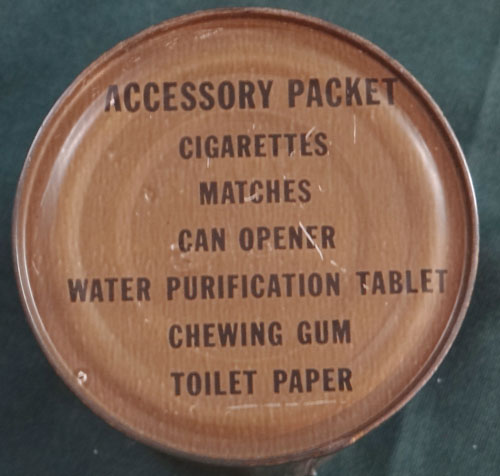 ACCESSORY PACKET
CIGARETTES
MATCHES
CAN OPENER
WATER PURIFICATION TABLET
CHEWING GUM
TOILET PAPER